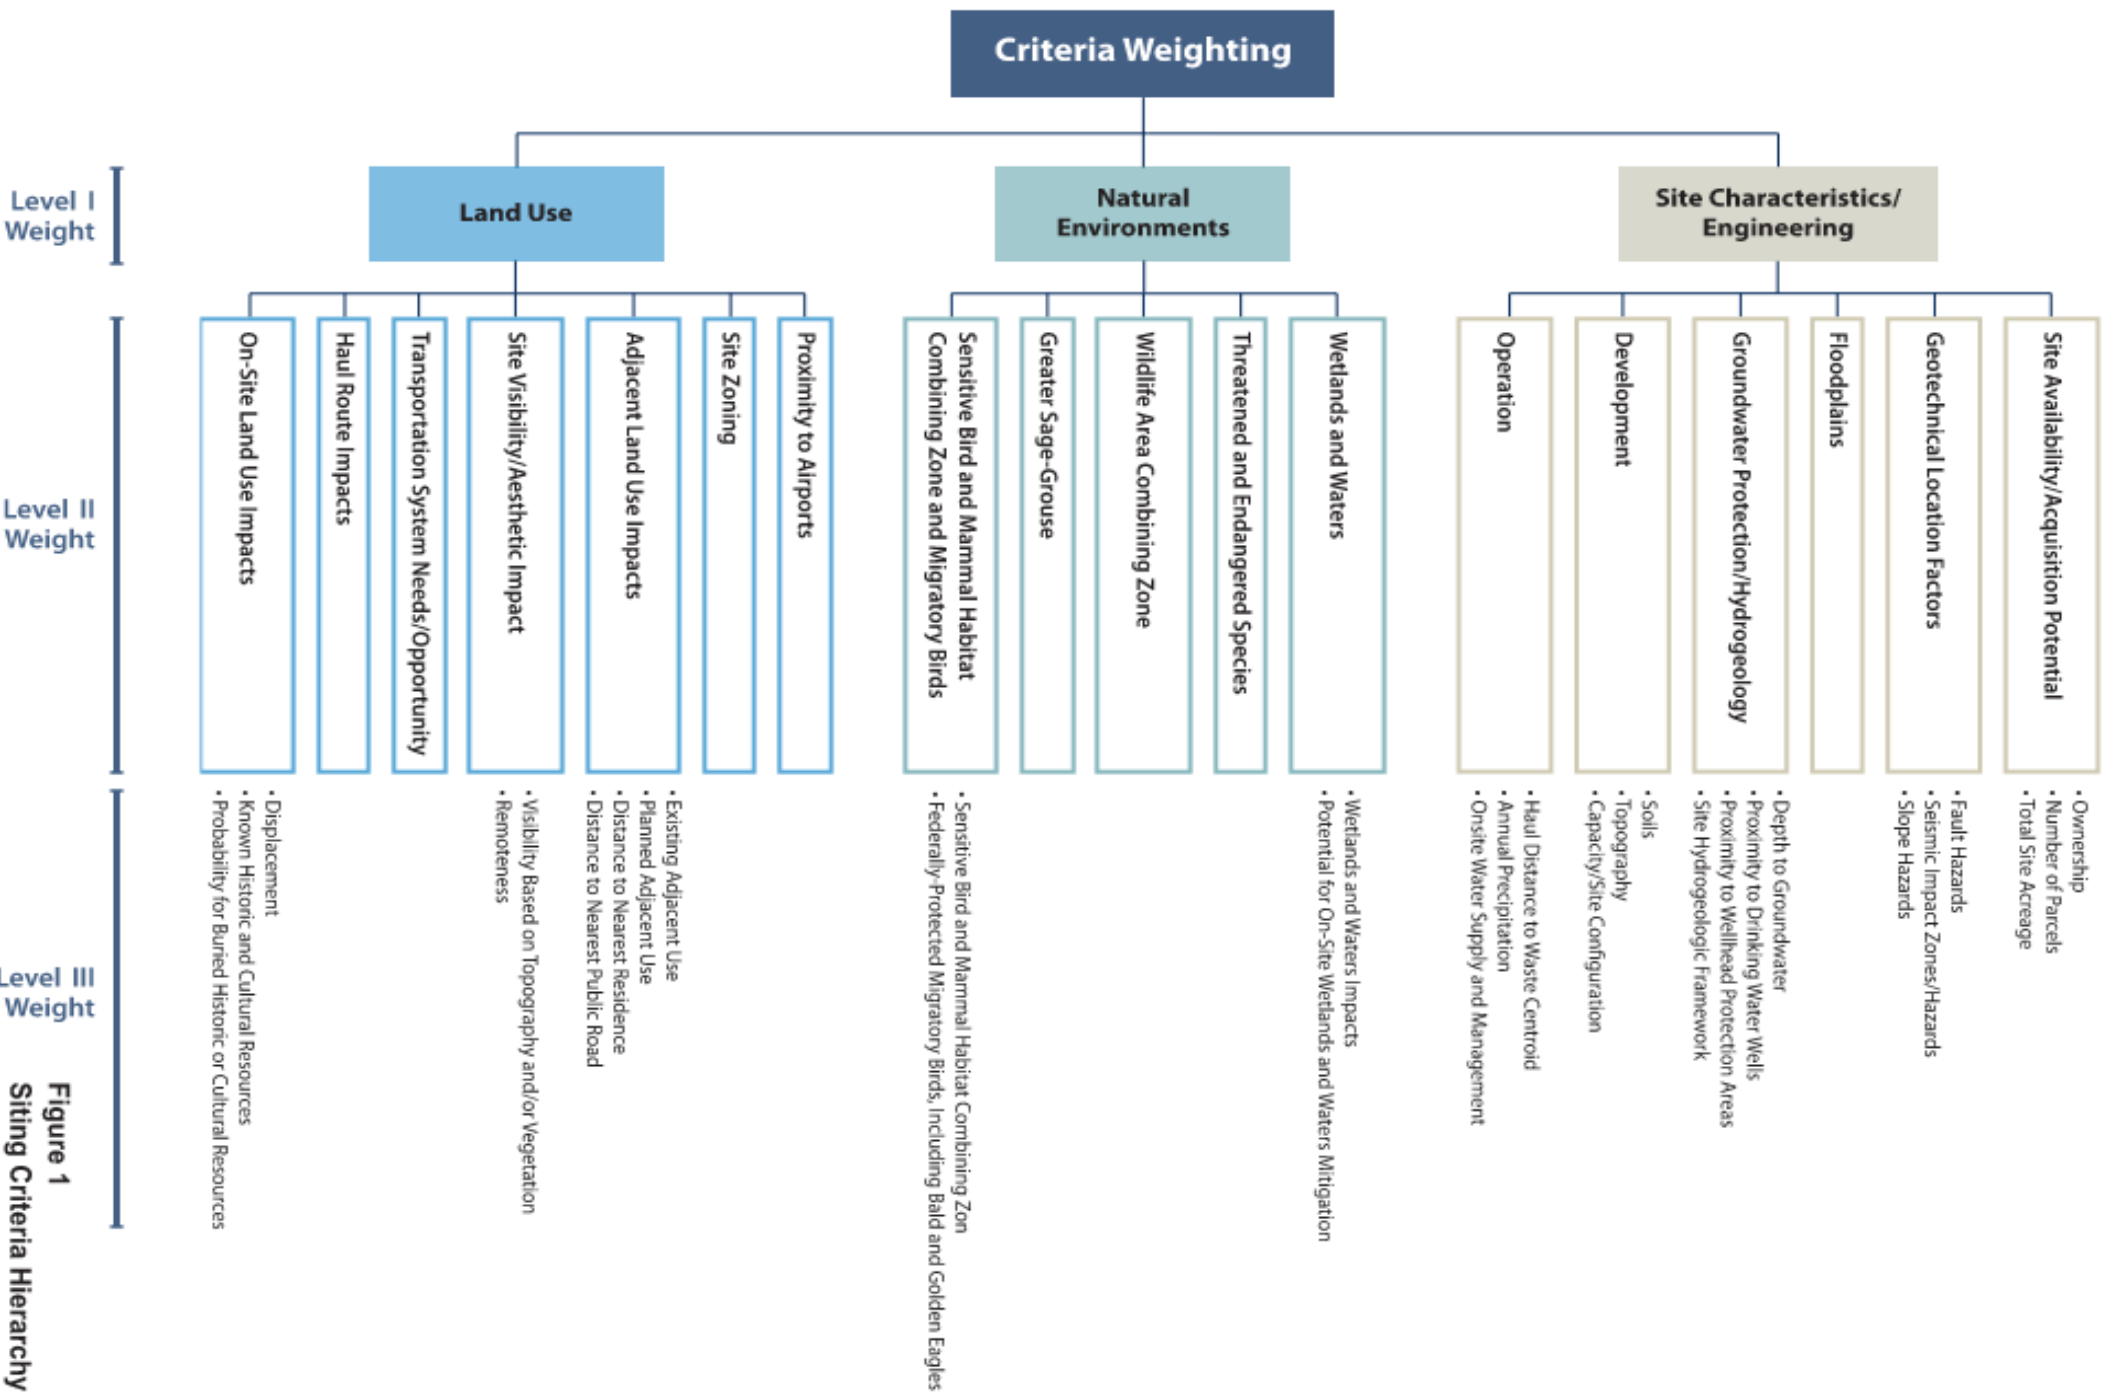 Criteria Weighting
Level I
Weight
Land Use
Natural
Environments
Site Characteristics/
Engineering
Level II
Weight
On-Site Land Use Impacts
Haul Route Impacts
Transportation System Needs/Opportunity
Site Visibility/Aesthetic Impact
Adjacent Land Use Impacts
Site Zoning
Proximity to Airports
Sensitive Bird and Mammal Habitat
Combining Zone and Migratory Birds
Greater Sage-Grouse
Wildlife Area Combining Zone
Threatened and Endangered Species
Wetlands and Waters
Operation
Development
Groundwater Protection/Hydrogeology
Floodplains
Geotechnical Location Factors
Site Availability/Acquisition Potential
Level III
Weight
• Displacement
• Known Historic and Cultural Resources
• Probability for Buried Historic or Cultural Resources
• Visibility Based on Topography and/or Vegetation
• Remoteness
• Existing Adjacent Use
• Planned Adjacent Use
• Distance to Nearest Residence
• Distance to Nearest Public Road
• Sensitive Bird and Mammal Habitat Combining Zon
• Federally-Protected Migratory Birds, Including Bald and Golden Eagles
• Wetlands and Waters Impacts
• Potential for On-Site Wetlands and Waters Mitigation
• Haul Distance to Waste Centroid
• Annual Precipitation
• Onsite Water Supply and Management
• Soils
• Topography
• Capacity/Site Configuration
• Depth to Groundwater
• Proximity to Drinking Water Wells
• Proximity to Wellhead Protection Areas
• Site Hydrogeologic Framework
• Fault Hazards
• Seismic Impact Zones/Hazards
• Slope Hazards
• Ownership
• Number of Parcels
• Total Site Acreage
Figure 1
Siting Criteria Hierarchy